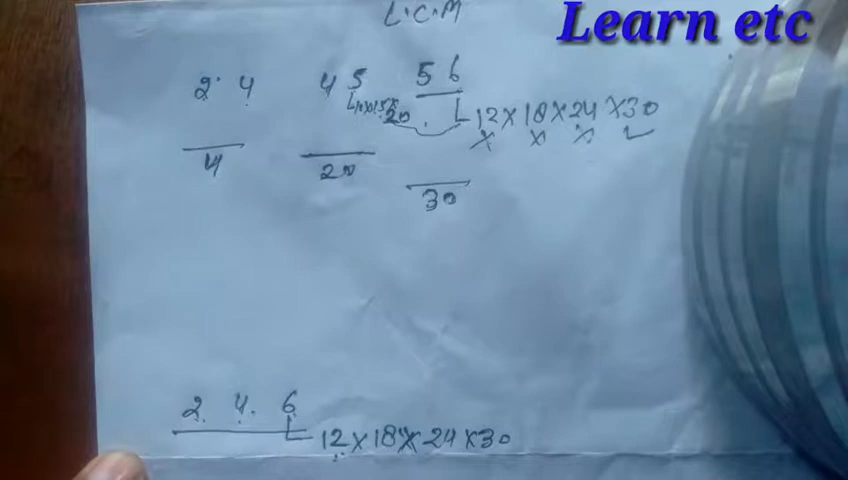 L.C.M
Learn etc
2 4 4 5 5 6
20 12 X 18 X 24 X 30
4 20
30
2. 4. 6
12 X 18 X 24 X 30